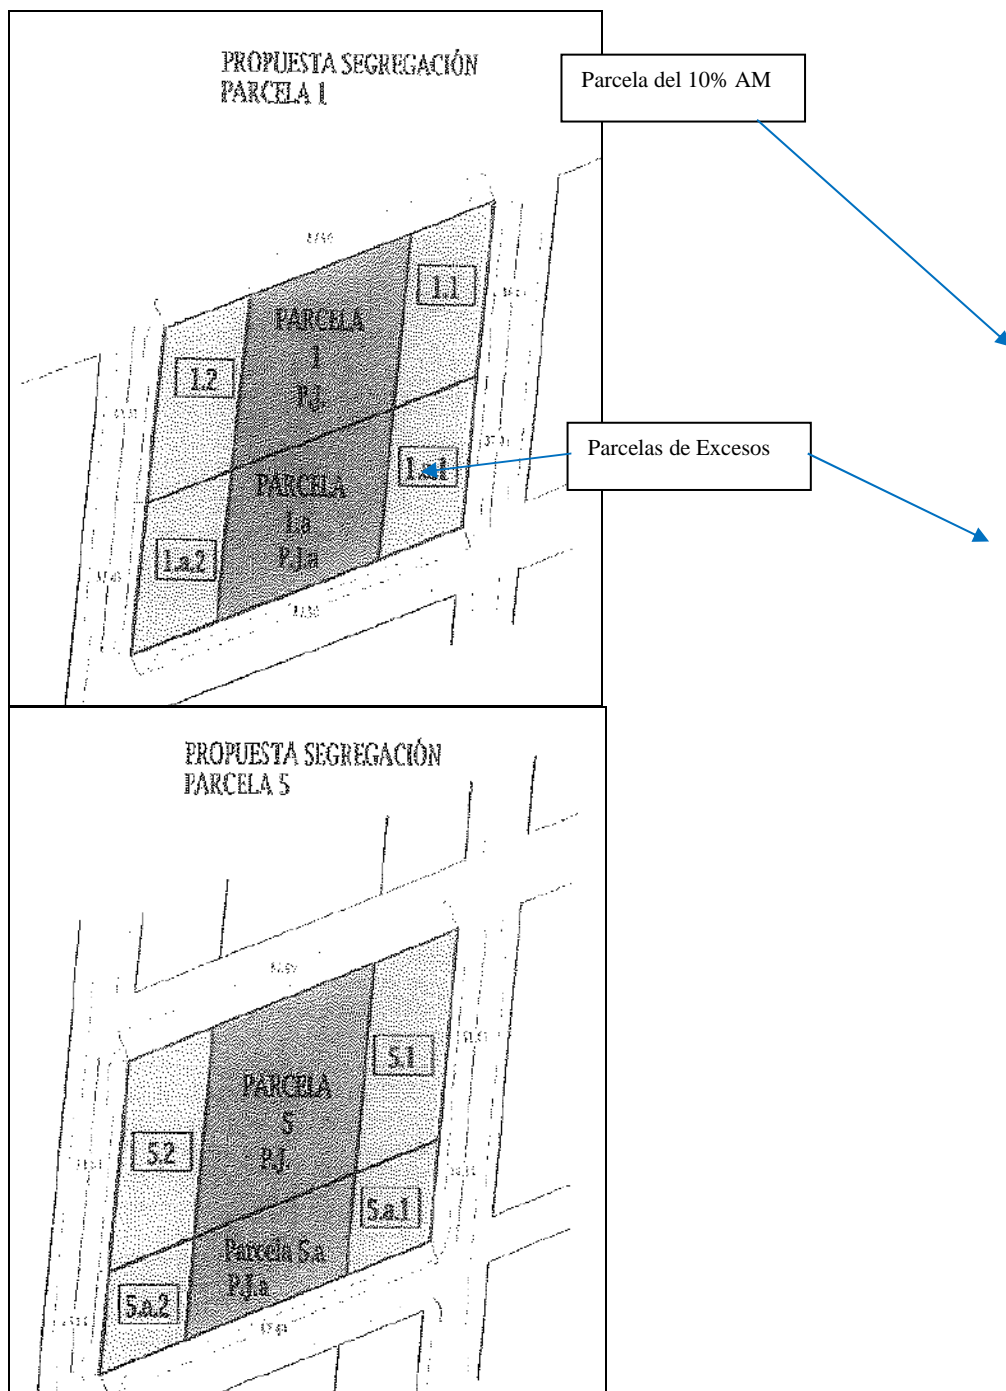 PROPUESTA SEGREGACIÓN
PARCELA 1
Parcela del 10% AM
1.1
PARCELA
1
P.J.
1.2
Parcelas de Excesos
1.a.1
PARCELA
1.a
P.J.a
1.a.2
PROPUESTA SEGREGACIÓN
PARCELA 5
5.1
PARCELA
5
P.J.
5.2
5.a.1
Parcela 5.a
P.J.a
5.a.2